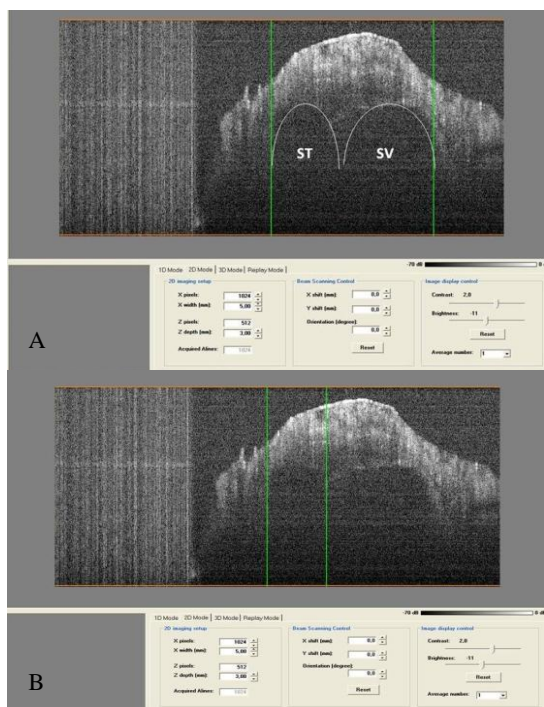 ST SV
-70 dB 0
1D Mode 2D Mode 3D Mode Replay Mode
2D imaging setup Beam Scanning Control Image display control
X pixels: 1024 X shift (mm) 0,0 Contrast: 2,0
X width (mm) 5,00 Y shift (mm) 0,0 Brightness: -11
Z pixels: 512 Orientation (degree) 0,0 Reset
Z depth (mm) 3,00
Acquired Alines: 1024 Reset Average number: 1
A
-70 dB 0
1D Mode 2D Mode 3D Mode Replay Mode
2D imaging setup Beam Scanning Control Image display control
X pixels: 1024 X shift (mm) 0,0 Contrast: 2,0
X width (mm) 5,00 Y shift (mm) 0,0 Brightness: -11
Z pixels: 512 Orientation (degree) Reset
Z depth (mm) 3,00
Acquired Alines: 1024 Reset Average number: 1
B